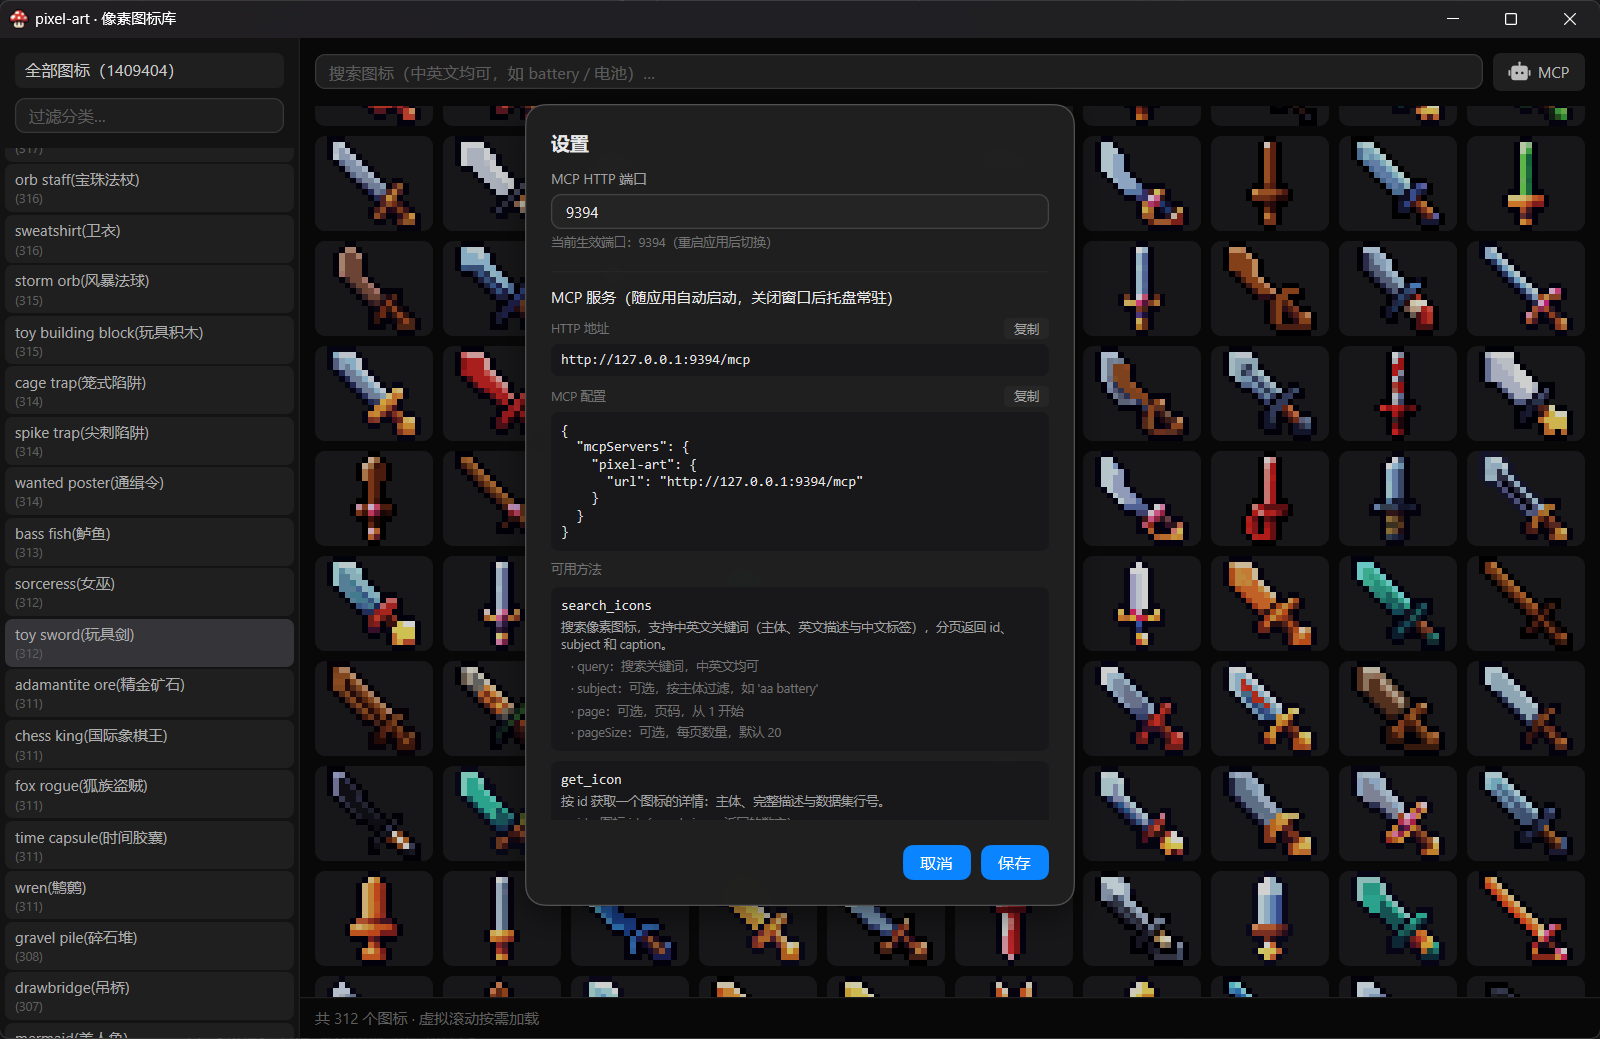 pixel-art · 像素图标库
全部图标（1409404）
过滤分类...
(317)
orb staff(宝珠法杖)
(316)
sweatshirt(卫衣)
(316)
storm orb(风暴法球)
(315)
toy building block(玩具积木)
(315)
cage trap(笼式陷阱)
(314)
spike trap(尖刺陷阱)
(314)
wanted poster(通缉令)
(314)
bass fish(鲈鱼)
(313)
sorceress(女巫)
(312)
toy sword(玩具剑)
(312)
adamantite ore(精金矿石)
(311)
chess king(国际象棋王)
(311)
fox rogue(狐族盗贼)
(311)
time capsule(时间胶囊)
(311)
wren(鹪鹩)
(311)
gravel pile(碎石堆)
(308)
drawbridge(吊桥)
(307)
mermaid(美人鱼)
搜索图标（中英文均可，如 battery / 电池）...
MCP
设置
MCP HTTP 端口
9394
当前生效端口：9394（重启应用后切换）
MCP 服务（随应用自动启动，关闭窗口后托盘常驻）
HTTP 地址
复制
http://127.0.0.1:9394/mcp
MCP 配置
复制
{
"mcpServers": {
"pixel-art": {
"url": "http://127.0.0.1:9394/mcp"
}
}
}
可用方法
search_icons
搜索像素图标，支持中英文关键词（主体、英文描述与中文标签），分页返回 id、
subject 和 caption。
· query：搜索关键词，中英文均可
· subject：可选，按主体过滤，如 'aa battery'
· page：可选，页码，从 1 开始
· pageSize：可选，每页数量，默认 20
get_icon
按 id 获取一个图标的详情：主体、完整描述与数据集行号。
取消
保存
共 312 个图标 · 虚拟滚动按需加载